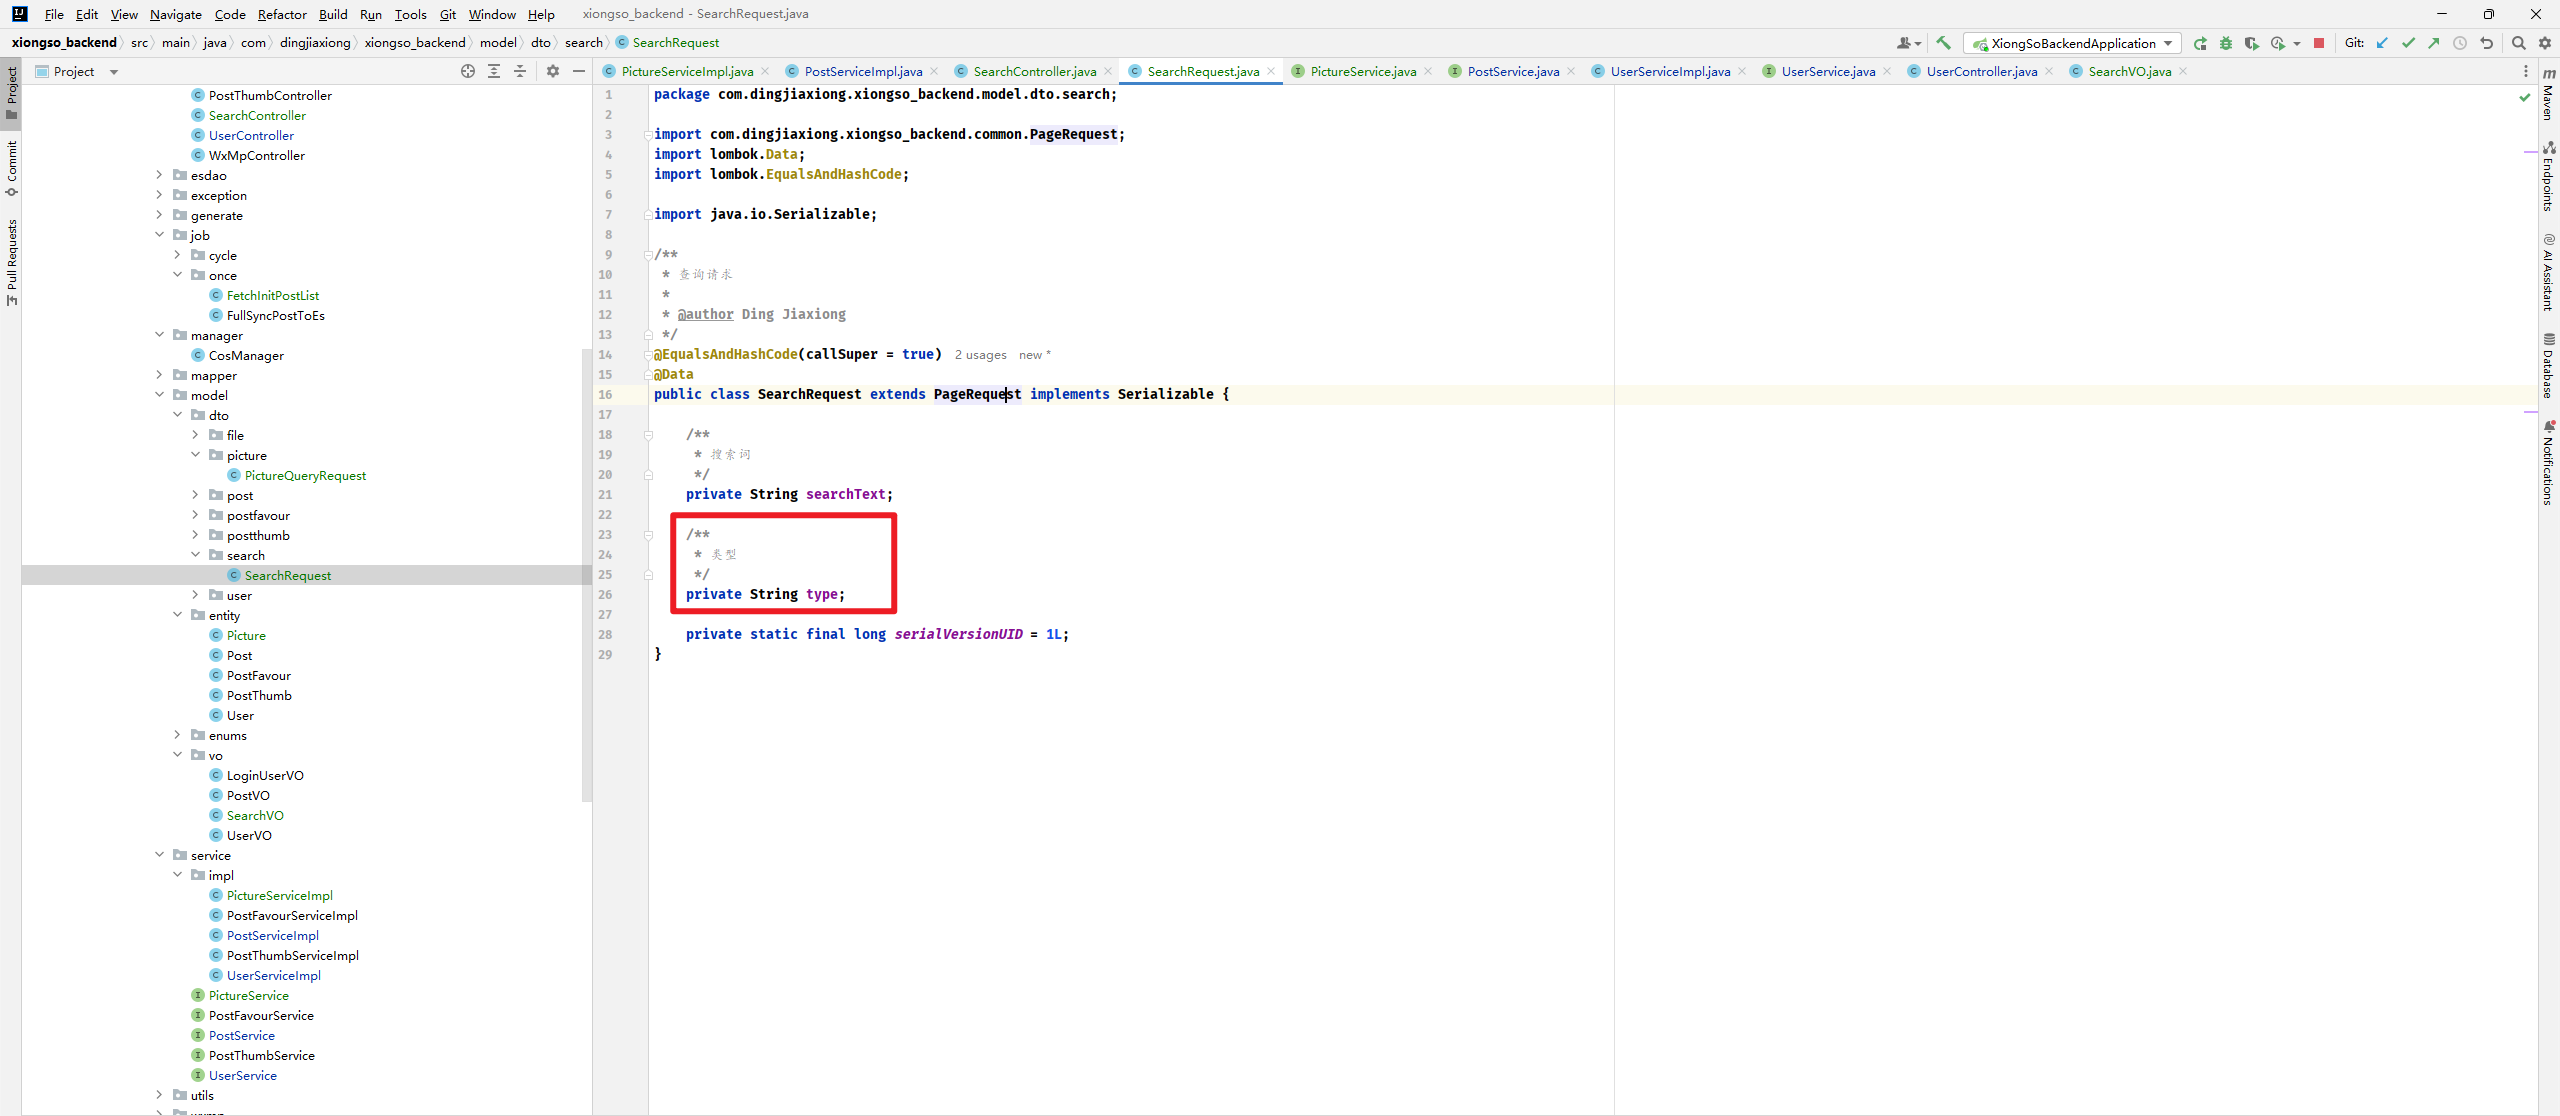 File Edit View Navigate Code Refactor Build Run Tools Git Window Help xiongso_backend - SearchRequest.java
xiongso_backend src main java com dingjiaxiong xiongso_backend model dto search SearchRequest XiongSoBackendApplication Git:
Project
PictureServiceImpl.java PostServiceImpl.java SearchController.java SearchRequest.java PictureService.java PostService.java UserServiceImpl.java UserService.java UserController.java SearchVO.java
Project
Commit
Pull Requests
PostThumbController
SearchController
UserController
WxMpController
esdao
exception
generate
job
cycle
once
FetchInitPostList
FullSyncPostToEs
manager
CosManager
mapper
model
dto
file
picture
PictureQueryRequest
post
postfavour
postthumb
search
SearchRequest
user
entity
Picture
Post
PostFavour
PostThumb
User
enums
vo
LoginUserVO
PostVO
SearchVO
UserVO
service
impl
PictureServiceImpl
PostFavourServiceImpl
PostServiceImpl
PostThumbServiceImpl
UserServiceImpl
PictureService
PostFavourService
PostService
PostThumbService
UserService
utils
1 package com.dingjiaxiong.xiongso_backend.model.dto.search;
2
3 import com.dingjiaxiong.xiongso_backend.common.PageRequest;
4 import lombok.Data;
5 import lombok.EqualsAndHashCode;
6
7 import java.io.Serializable;
8
9 /**
10 * 查询请求
11 *
12 * @author Ding Jiaxiong
13 */
14 @EqualsAndHashCode(callSuper = true) 2 usages new *
15 @Data
16 public class SearchRequest extends PageRequest implements Serializable {
17
18 /**
19 * 搜索词
20 */
21 private String searchText;
22
23 /**
24 * 类型
25 */
26 private String type;
27
28 private static final long serialVersionUID = 1L;
29 }
Maven
Endpoints
AI Assistant
Database
Notifications